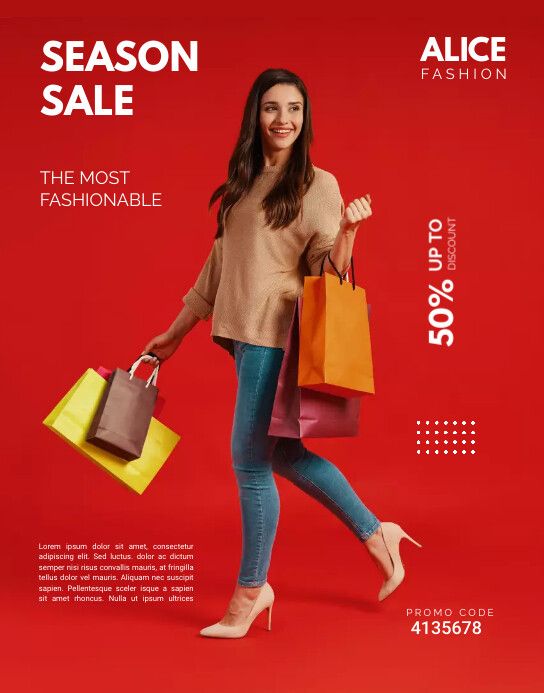 SEASON
SALE
ALICE
FASHION
THE MOST
FASHIONABLE
50% UP TO
DISCOUNT
Lorem ipsum dolor sit amet, consectetur
adipiscing elit. Sed luctus. dolor ac dictum
semper mollis convallis mauris, at fringilla
tellus dolor vel mauris. Aliquam nec suscipit
sapien. Pellentesque sceler isque a sapien
sit amet rhoncus. Nulla ut ipsum ultrices
PROMO CODE
4135678